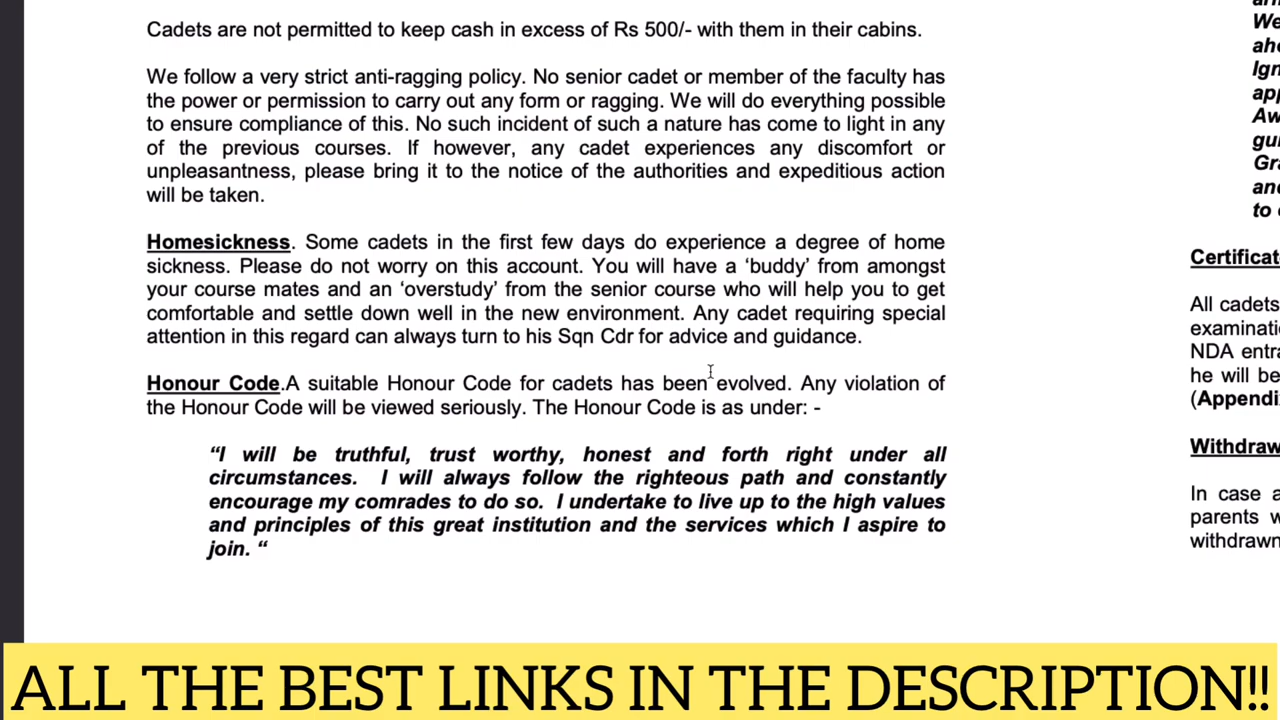 Cadets are not permitted to keep cash in excess of Rs 500/- with them in their cabins.
We follow a very strict anti-ragging policy. No senior cadet or member of the faculty has
the power or permission to carry out any form or ragging. We will do everything possible
to ensure compliance of this. No such incident of such a nature has come to light in any
of the previous courses. If however, any cadet experiences any discomfort or
unpleasantness, please bring it to the notice of the authorities and expeditious action
will be taken.
Homesickness. Some cadets in the first few days do experience a degree of home
sickness. Please do not worry on this account. You will have a ‘buddy’ from amongst
your course mates and an ‘overstudy’ from the senior course who will help you to get
comfortable and settle down well in the new environment. Any cadet requiring special
attention in this regard can always turn to his Sqn Cdr for advice and guidance.
Honour Code.A suitable Honour Code for cadets has been evolved. Any violation of
the Honour Code will be viewed seriously. The Honour Code is as under: -
“I will be truthful, trust worthy, honest and forth right under all
circumstances. I will always follow the righteous path and constantly
encourage my comrades to do so. I undertake to live up to the high values
and principles of this great institution and the services which I aspire to
join. “
We
to
All cadets
NDA entra
he will be
In case a
parents w
withdrawn
ALL THE BEST LINKS IN THE DESCRIPTION!!